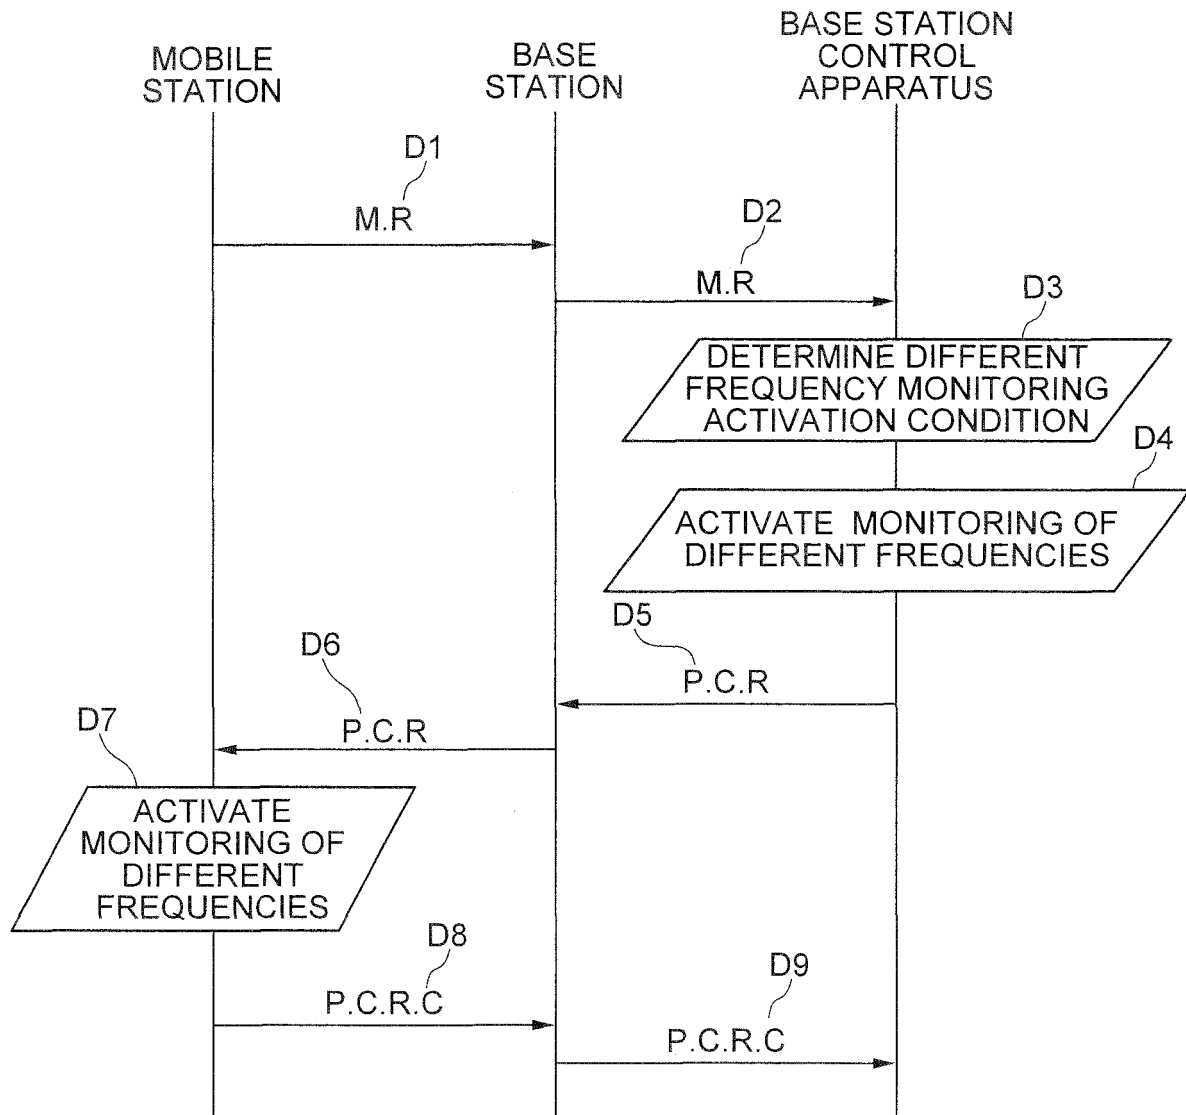 MOBILE
STATION
BASE
STATION
BASE STATION
CONTROL
APPARATUS
D1
M.R
D2
M.R
D3
DETERMINE DIFFERENT
FREQUENCY MONITORING
ACTIVATION CONDITION
D4
ACTIVATE MONITORING OF
DIFFERENT FREQUENCIES
D5
P.C.R
D6
P.C.R
D7
ACTIVATE
MONITORING OF
DIFFERENT
FREQUENCIES
D8
P.C.R.C
D9
P.C.R.C